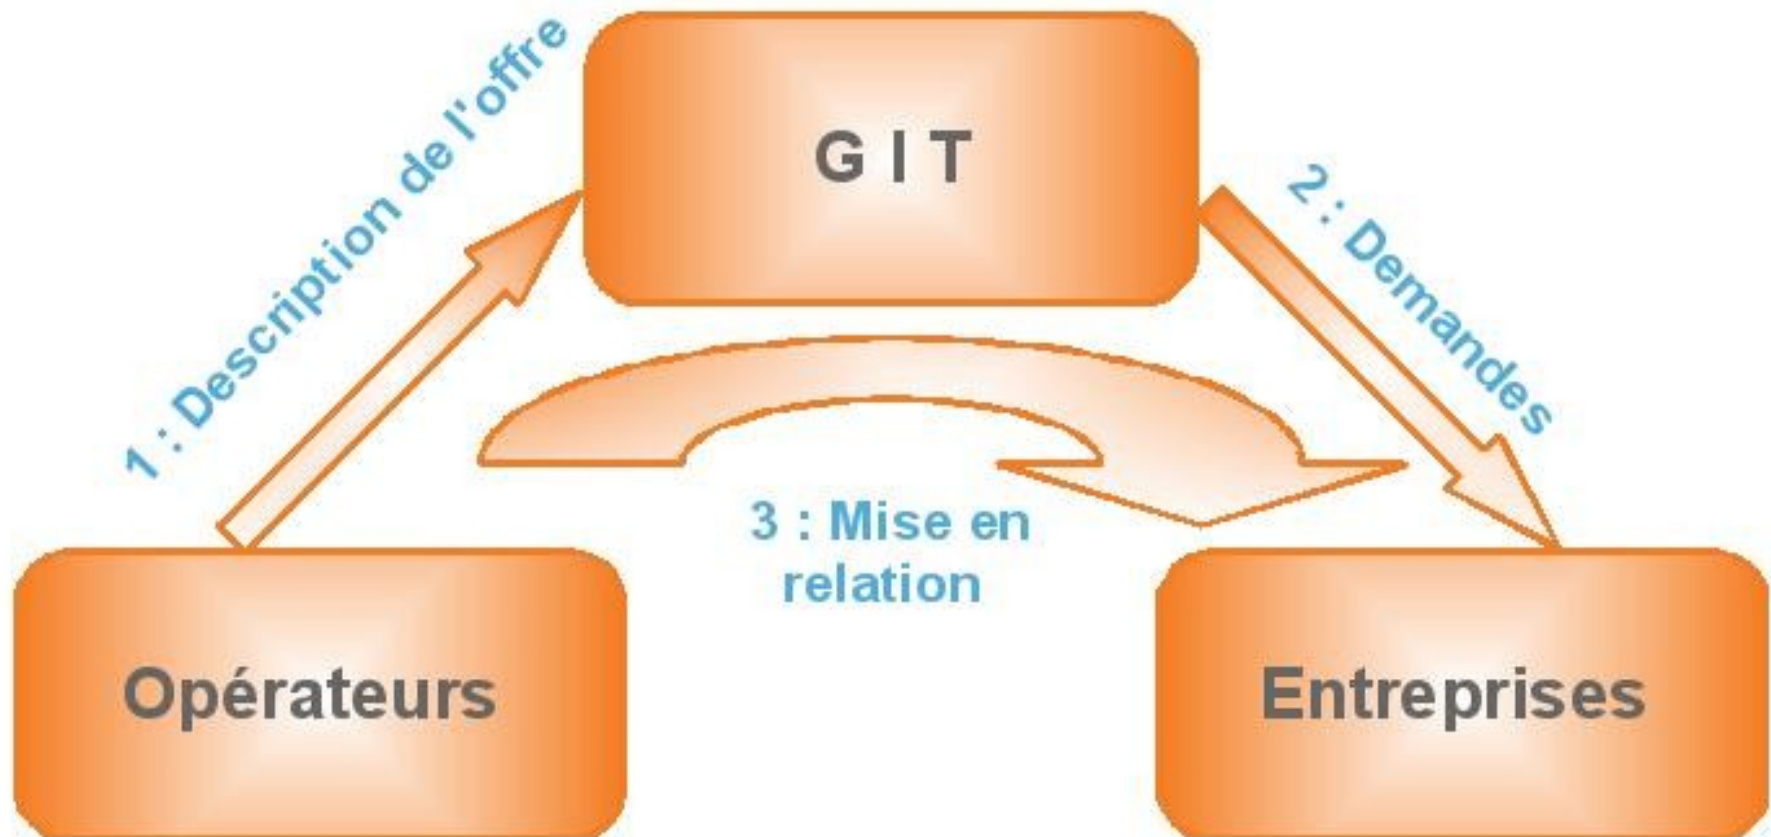 1 : Description de l'offre
G I T
2 : Demandes
3 : Mise en
relation
Opérateurs
Entreprises